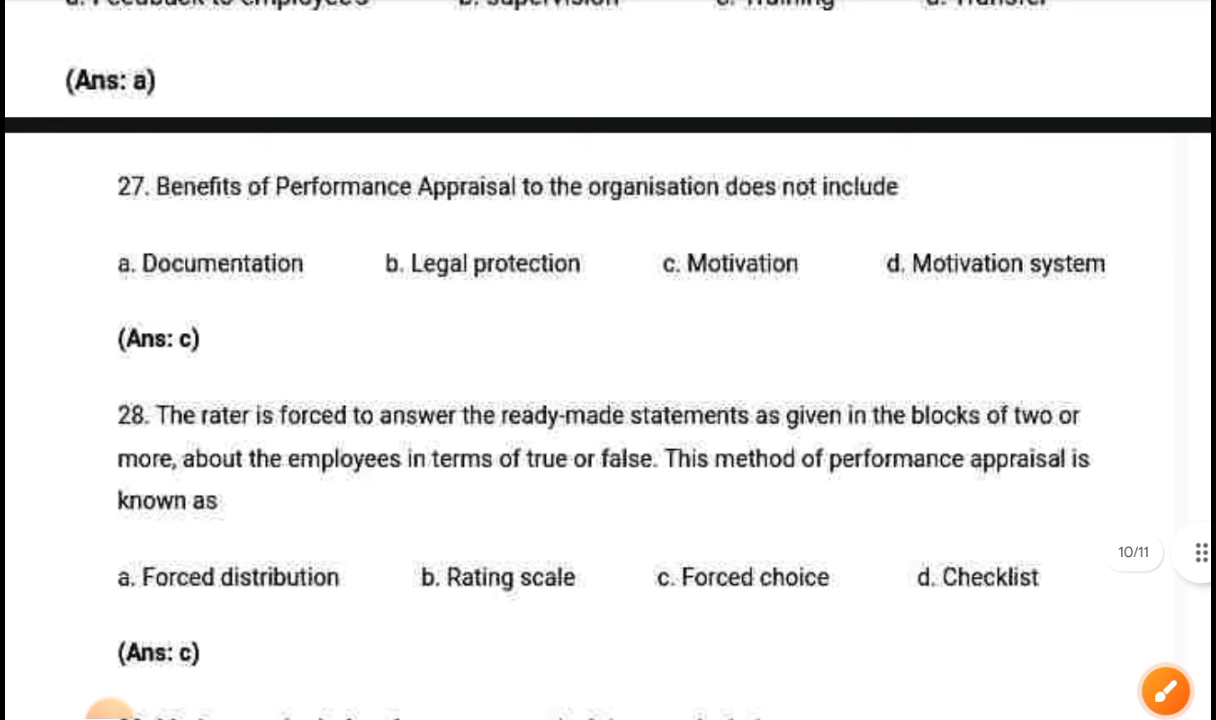 (Ans: a)
27. Benefits of Performance Appraisal to the organisation does not include
a. Documentation b. Legal protection c. Motivation d. Motivation system
(Ans: c)
28. The rater is forced to answer the ready-made statements as given in the blocks of two or
more, about the employees in terms of true or false. This method of performance appraisal is
known as
10/11
a. Forced distribution b. Rating scale c. Forced choice d. Checklist
(Ans: c)